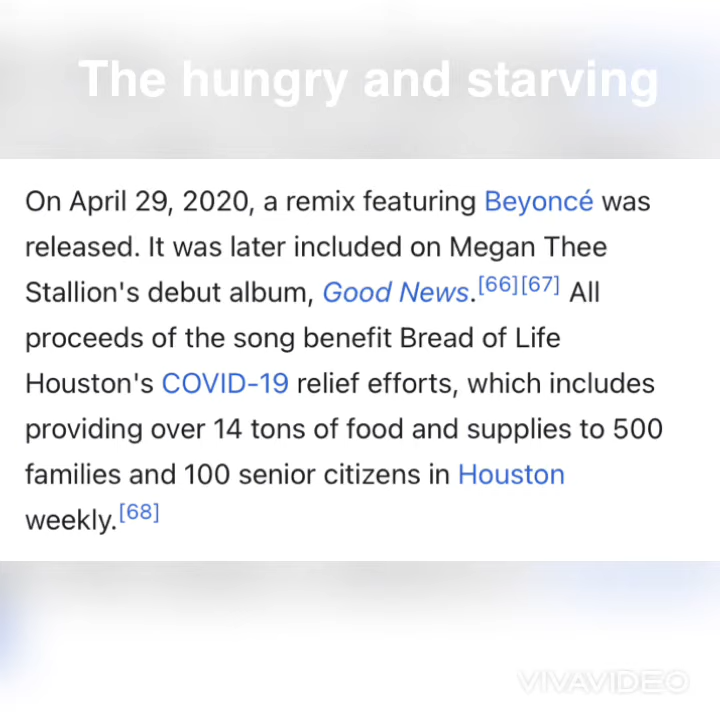 The hungry and starving
On April 29, 2020, a remix featuring Beyoncé was
released. It was later included on Megan Thee
Stallion's debut album, Good News.[66][67] All
proceeds of the song benefit Bread of Life
Houston's COVID-19 relief efforts, which includes
providing over 14 tons of food and supplies to 500
families and 100 senior citizens in Houston
weekly.[68]
VIVAVIDEO